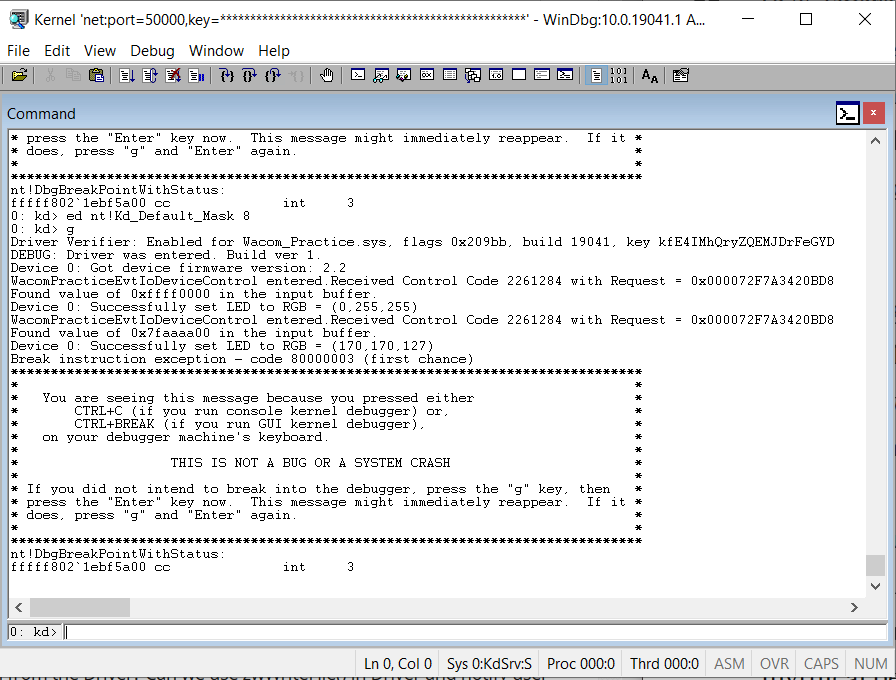 Kernel 'net:port=50000,key=***************************************************' - WinDbg:10.0.19041.1 A...
File Edit View Debug Window Help
Command
* press the "Enter" key now.  This message might immediately reappear.  If it *
* does, press "g" and "Enter" again.                                          *
*                                                                             *
*******************************************************************************
nt!DbgBreakPointWithStatus:
fffff802`1ebf5a00 cc              int     3
0: kd> ed nt!Kd_Default_Mask 8
0: kd> g
Driver Verifier: Enabled for Wacom_Practice.sys, flags 0x209bb, build 19041, key kfE4IMhQryZQEMJDrFeGYD
DEBUG: Driver was entered. Build ver 1.
Device 0: Got device firmware version: 2.2
WacomPracticeEvtIoDeviceControl entered.Received Control Code 2261284 with Request = 0x000072F7A3420BD8
Found value of 0xffff0000 in the input buffer.
Device 0: Successfully set LED to RGB = (0,255,255)
WacomPracticeEvtIoDeviceControl entered.Received Control Code 2261284 with Request = 0x000072F7A3420BD8
Found value of 0x7faaaa00 in the input buffer.
Device 0: Successfully set LED to RGB = (170,170,127)
Break instruction exception - code 80000003 (first chance)
*******************************************************************************
*                                                                             *
*   You are seeing this message because you pressed either                    *
*       CTRL+C (if you run console kernel debugger) or,                       *
*       CTRL+BREAK (if you run GUI kernel debugger),                          *
*   on your debugger machine's keyboard.                                      *
*                                                                             *
*                   THIS IS NOT A BUG OR A SYSTEM CRASH                       *
*                                                                             *
* If you did not intend to break into the debugger, press the "g" key, then   *
* press the "Enter" key now.  This message might immediately reappear.  If it *
* does, press "g" and "Enter" again.                                          *
*                                                                             *
*******************************************************************************
nt!DbgBreakPointWithStatus:
fffff802`1ebf5a00 cc              int     3
0: kd>
Ln 0, Col 0 Sys 0:KdSrv:S Proc 000:0 Thrd 000:0 ASM OVR CAPS NUM